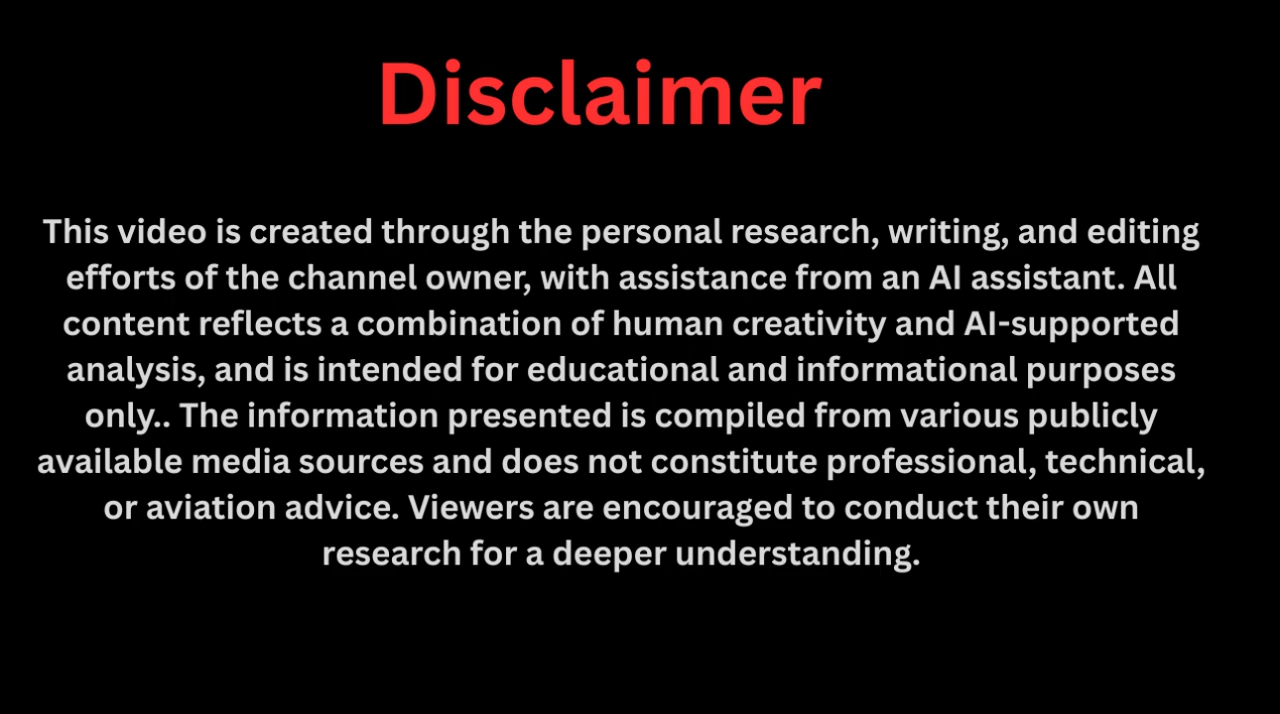 Disclaimer
This video is created through the personal research, writing, and editing
efforts of the channel owner, with assistance from an AI assistant. All
content reflects a combination of human creativity and AI-supported
analysis, and is intended for educational and informational purposes
only.. The information presented is compiled from various publicly
available media sources and does not constitute professional, technical,
or aviation advice. Viewers are encouraged to conduct their own
research for a deeper understanding.